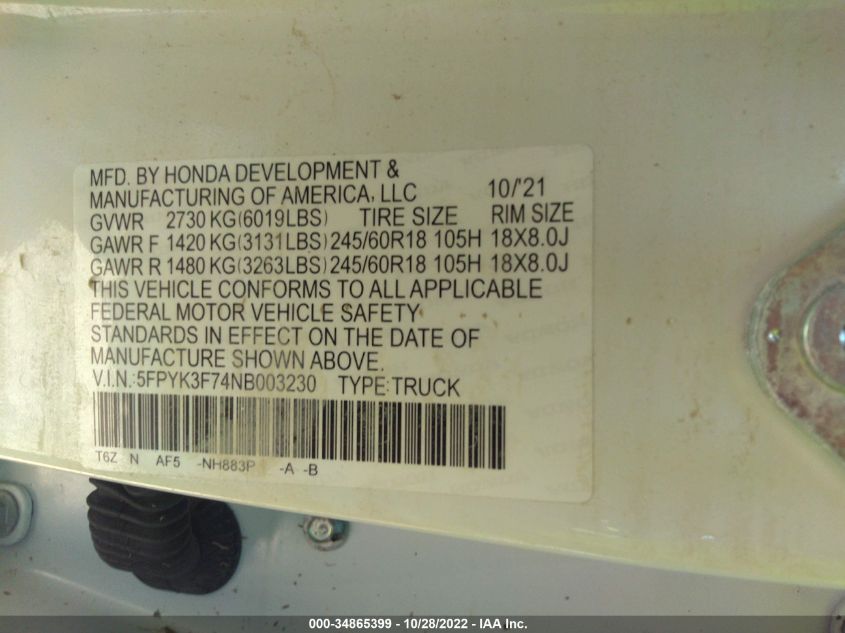 MFD. BY HONDA DEVELOPMENT &
MANUFACTURING OF AMERICA, LLC 10/'21
GVWR 2730 KG(6019LBS) TIRE SIZE RIM SIZE
GAWR F 1420 KG(3131LBS) 245/60R18 105H 18X8.0J
GAWR R 1480 KG(3263LBS) 245/60R18 105H 18X8.0J
THIS VEHICLE CONFORMS TO ALL APPLICABLE
FEDERAL MOTOR VEHICLE SAFETY
STANDARDS IN EFFECT ON THE DATE OF
MANUFACTURE SHOWN ABOVE.
V.I.N.:5FPYK3F74NB003230 TYPE:TRUCK
T6Z N AF5 -NH883P -A -B
000-34865399 - 10/28/2022 - IAA Inc.